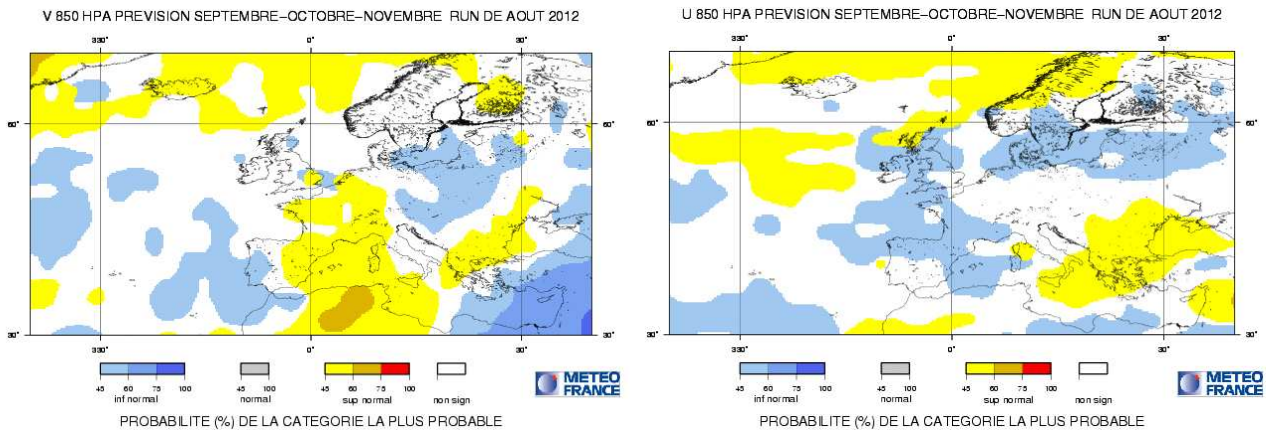 V 850 HPA PREVISION SEPTEMBRE-OCTOBRE-NOVEMBRE RUN DE AOUT 2012
330° 0° 30°
60° 60°
30° 30°
330° 0° 30°
45 60 75 100 45 100 45 60 75 100
inf normal normal sup normal non sign
METEO
FRANCE
PROBABILITE (%) DE LA CATEGORIE LA PLUS PROBABLE
U 850 HPA PREVISION SEPTEMBRE-OCTOBRE-NOVEMBRE RUN DE AOUT 2012
330° 0° 30°
60° 60°
30° 30°
330° 0° 30°
45 60 75 100 45 100 45 60 75 100
inf normal normal sup normal non sign
METEO
FRANCE
PROBABILITE (%) DE LA CATEGORIE LA PLUS PROBABLE